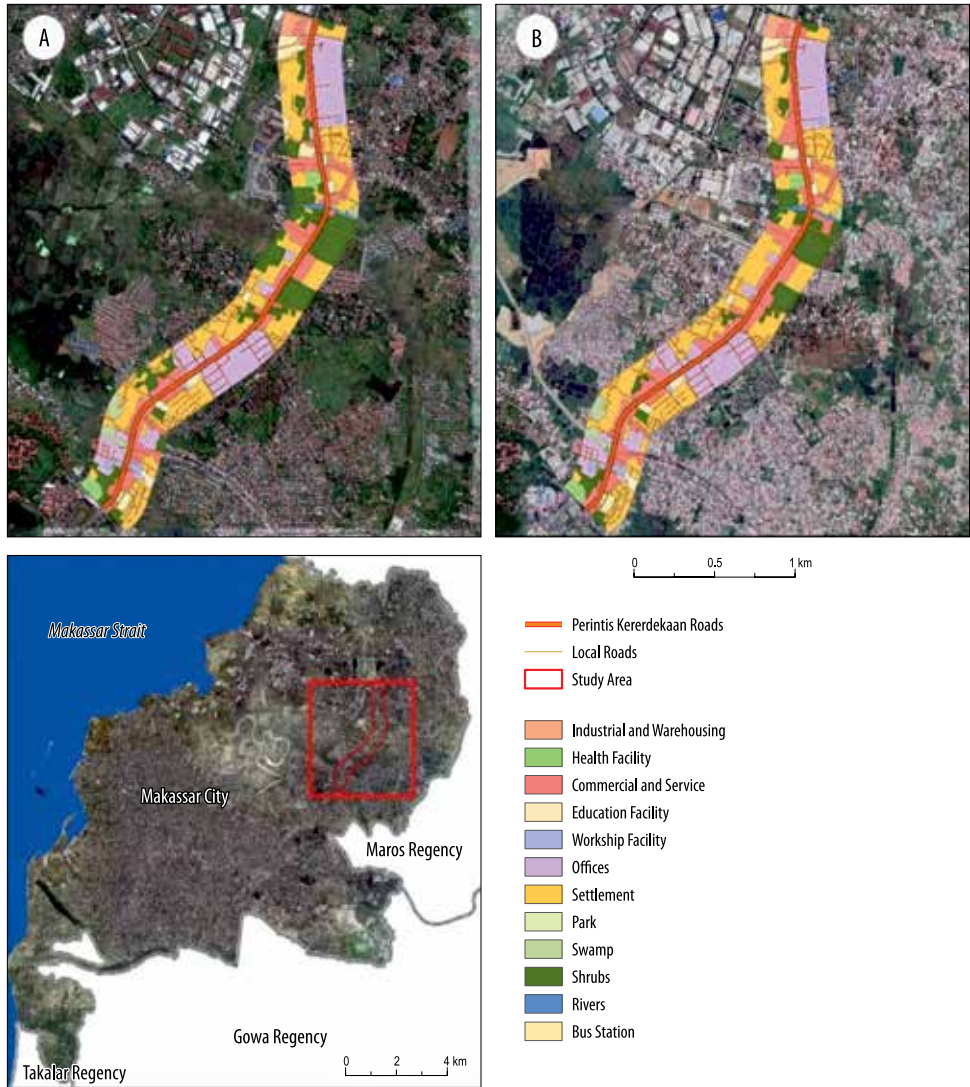 A
B
0 0.5 1 km
Makassar Strait
Makassar City
Maros Regency
Gowa Regency
Takalar Regency
0 2 4 km
Perintis Kererdekaan Roads
Local Roads
Study Area
Industrial and Warehousing
Health Facility
Commercial and Service
Education Facility
Workship Facility
Offices
Settlement
Park
Swamp
Shrubs
Rivers
Bus Station